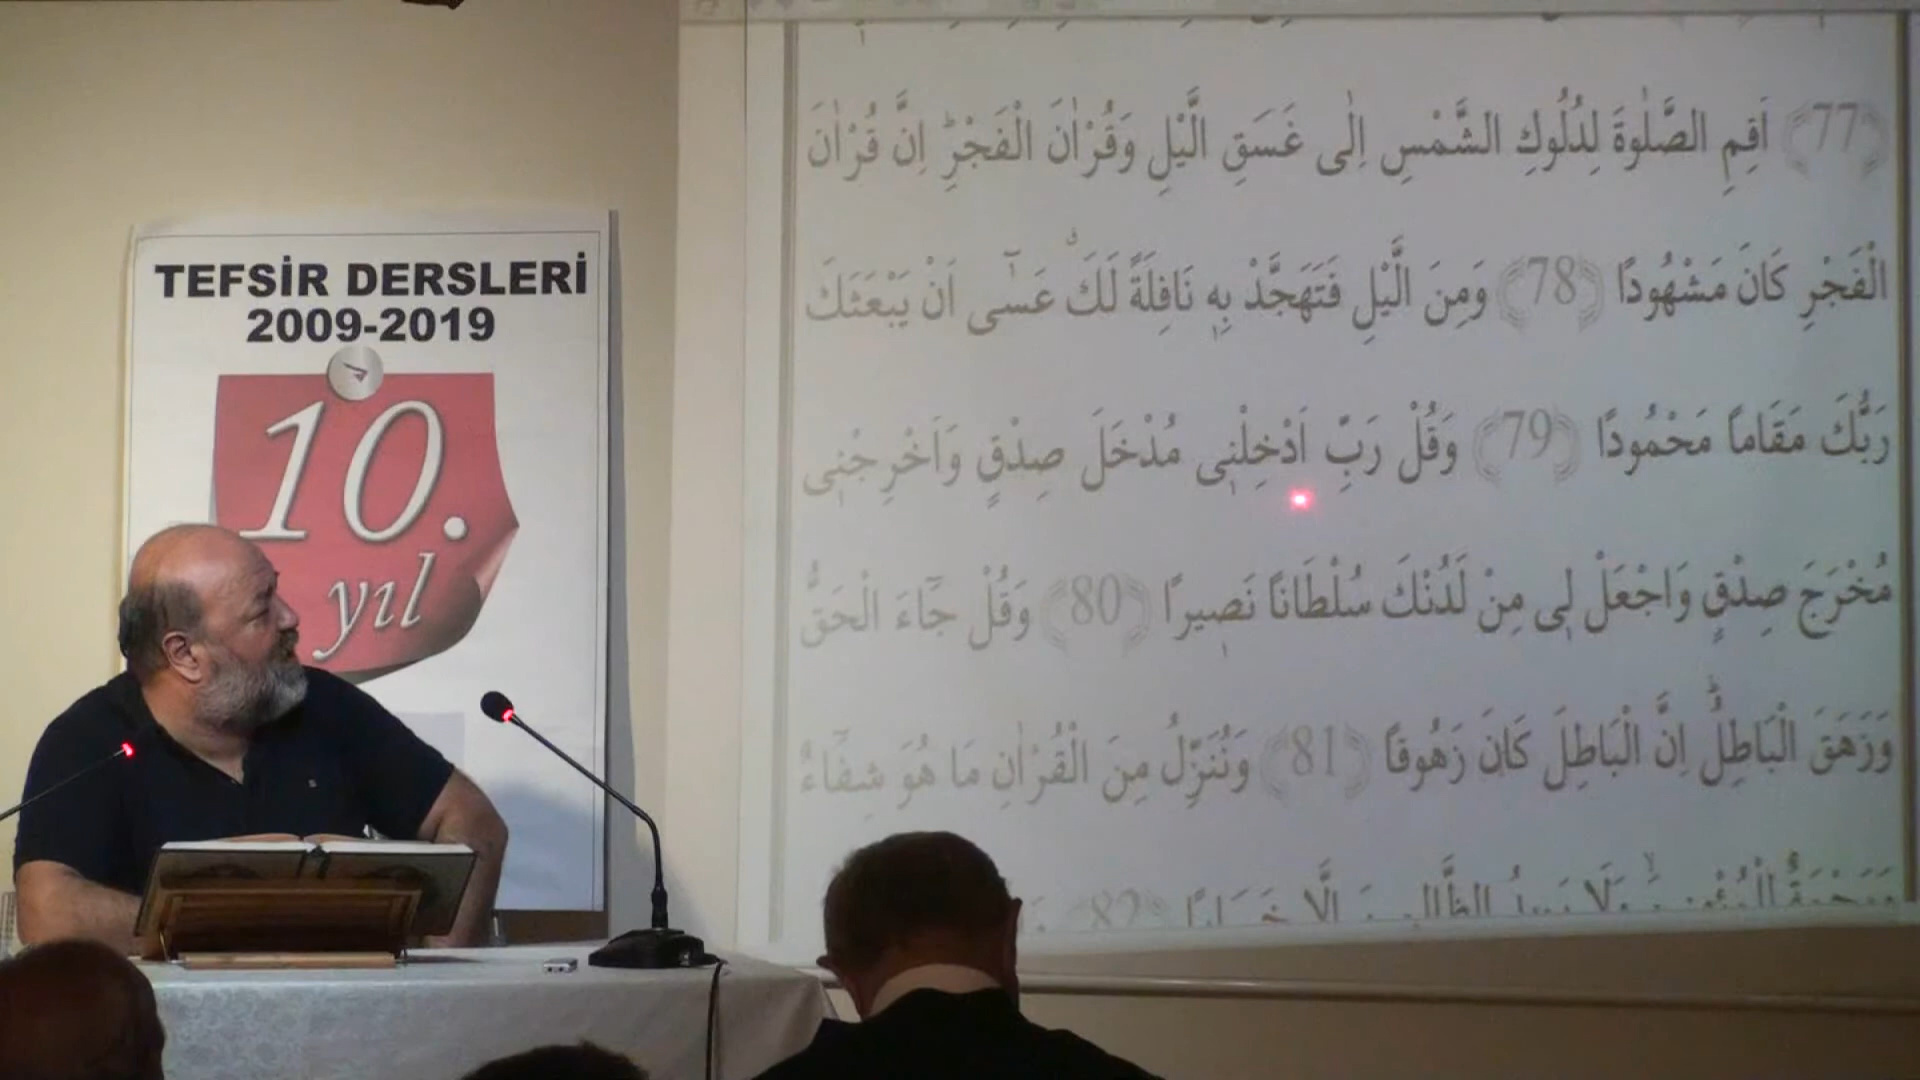 TEFSİR DERSLERİ
2009-2019
10.
yıl
﴿77﴾ اَقِمِ الصَّلٰوةَ لِدُلُوكِ الشَّمْسِ اِلٰى غَسَقِ الَّيْلِ وَقُرْاٰنَ الْفَجْرِۜ اِنَّ قُرْاٰنَ
الْفَجْرِ كَانَ مَشْهُودًا ﴿78﴾ وَمِنَ الَّيْلِ فَتَهَجَّدْ بِه۪ نَافِلَةً لَكَۗ عَسٰٓى اَنْ يَبْعَثَكَ
رَبُّكَ مَقَامًا مَحْمُودًا ﴿79﴾ وَقُلْ رَبِّ اَدْخِلْن۪ى مُدْخَلَ صِدْقٍ وَاَخْرِجْن۪ى
مُخْرَجَ صِدْقٍ وَاجْعَلْ ل۪ى مِنْ لَدُنْكَ سُلْطَانًا نَص۪يرًا ﴿80﴾ وَقُلْ جَٓاءَ الْحَقُّ
وَزَهَقَ الْبَاطِلُۜ اِنَّ الْبَاطِلَ كَانَ زَهُوقًا ﴿81﴾ وَنُنَزِّلُ مِنَ الْقُرْاٰنِ مَا هُوَ شِفَٓاءٌ